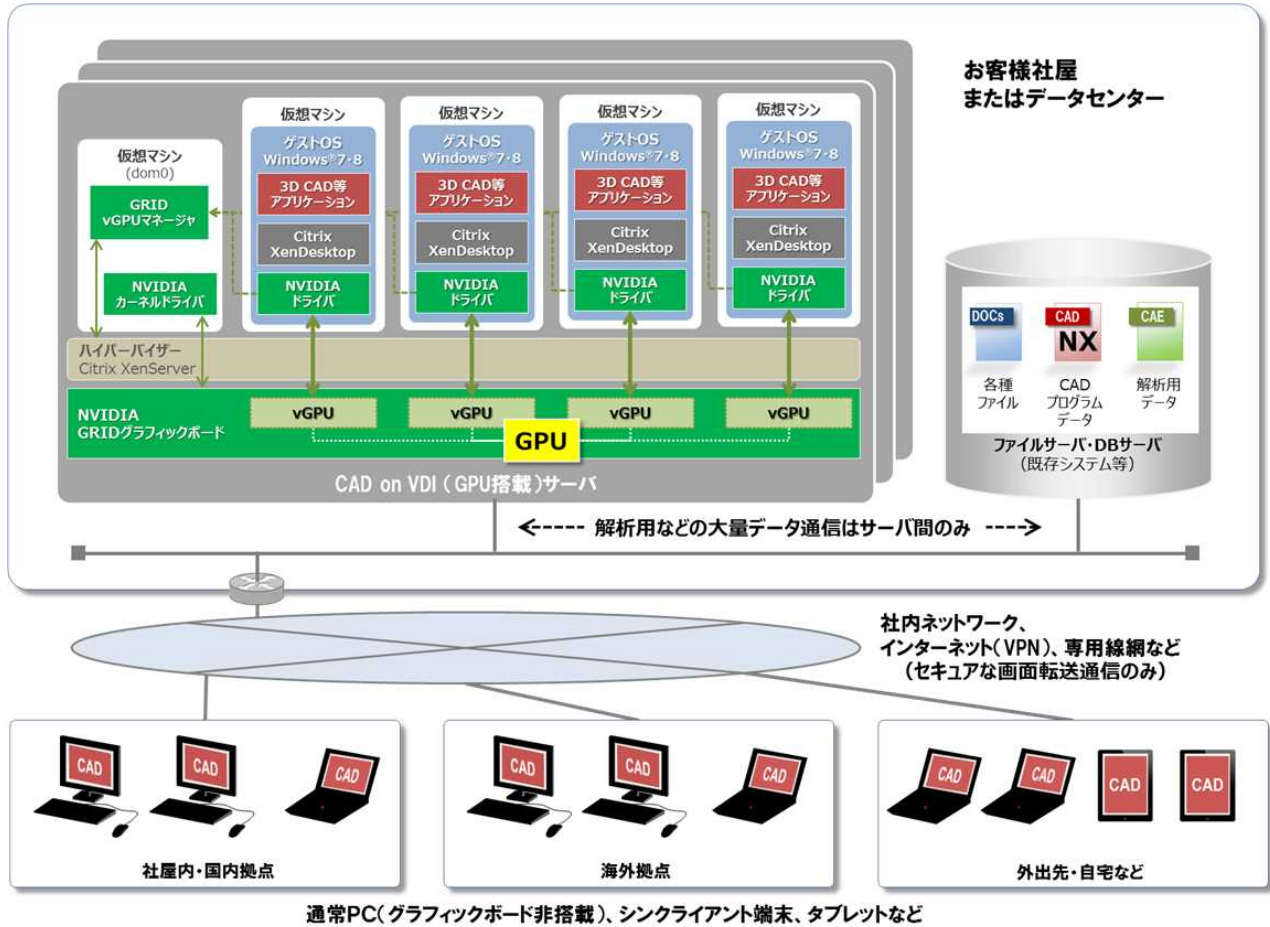 お客様社屋
またはデータセンター
仮想マシン
(dom0)
GRID
vGPUマネージャ
NVIDIA
カーネルドライバ
仮想マシン
ゲストOS
Windows®7・8
3D CAD等
アプリケーション
Citrix
XenDesktop
NVIDIA
ドライバ
仮想マシン
ゲストOS
Windows®7・8
3D CAD等
アプリケーション
Citrix
XenDesktop
NVIDIA
ドライバ
仮想マシン
ゲストOS
Windows®7・8
3D CAD等
アプリケーション
Citrix
XenDesktop
NVIDIA
ドライバ
仮想マシン
ゲストOS
Windows®7・8
3D CAD等
アプリケーション
Citrix
XenDesktop
NVIDIA
ドライバ
ハイパーバイザー
Citrix XenServer
NVIDIA
GRIDグラフィックボード
vGPU
vGPU
vGPU
vGPU
GPU
CAD on VDI（GPU搭載）サーバ
DOCs
各種
ファイル
CAD
NX
CAD
プログラム
データ
CAE
解析用
データ
ファイルサーバ・DBサーバ
(既存システム等)
解析用などの大量データ通信はサーバ間のみ
社内ネットワーク、
インターネット(VPN)、専用線網など
(セキュアな画面転送通信のみ)
CAD
CAD
CAD
社屋内・国内拠点
CAD
CAD
CAD
海外拠点
CAD
CAD
CAD
CAD
外出先・自宅など
通常PC(グラフィックボード非搭載)、シンクライアント端末、タブレットなど